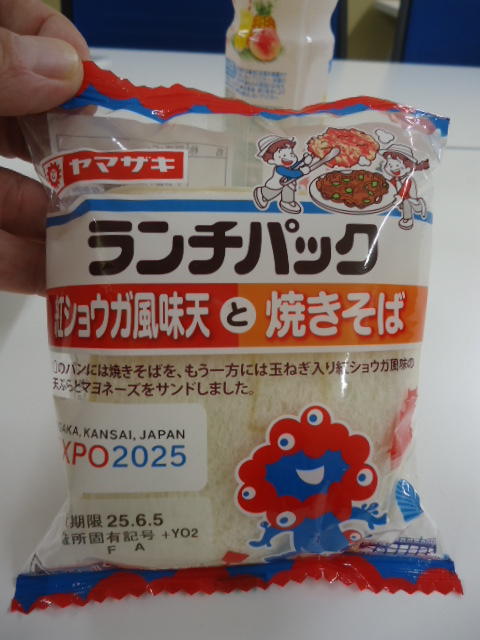 ヤマザキ
ランチパック
紅ショウガ風味天と焼きそば
のパンには焼きそばを、もう一方には玉ねぎ入り紅ショウガ風味の
天ぷらとマヨネーズをサンドしました。
SAKA, KANSAI, JAPAN
XPO2025
期限 25.6.5
所固有記号 +YO2
F A